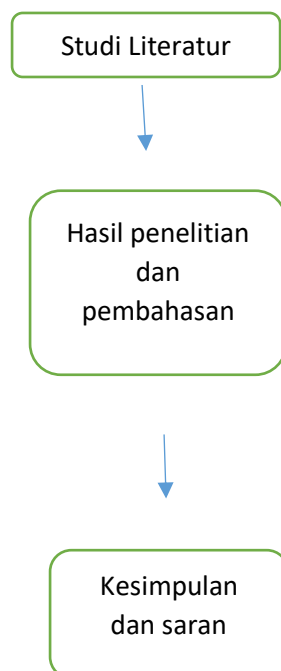 Studi Literatur
Hasil penelitian
dan
pembahasan
Kesimpulan
dan saran